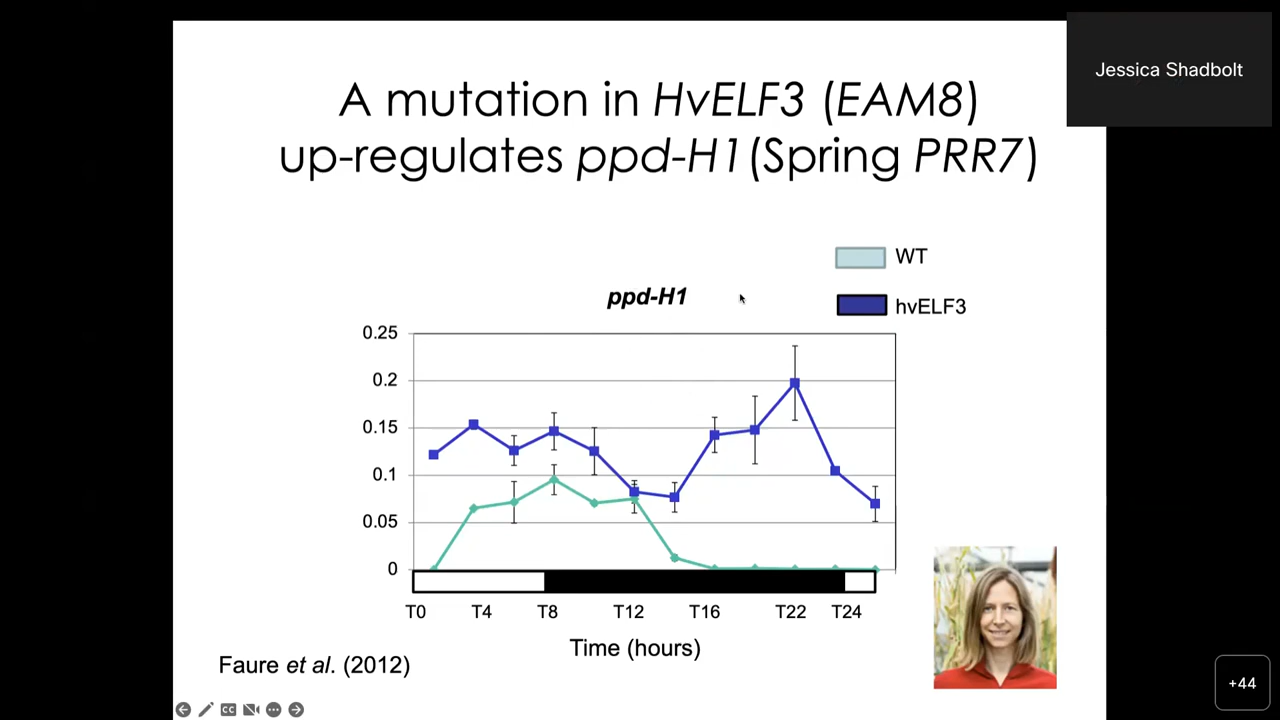 Jessica Shadbolt
A mutation in HvELF3 (EAM8)
up-regulates ppd-H1(Spring PRR7)
WT
hvELF3
ppd-H1
0.25
0.2
0.15
0.1
0.05
0
T0 T4 T8 T12 T16 T22 T24
Time (hours)
Faure et al. (2012)
CC
+44